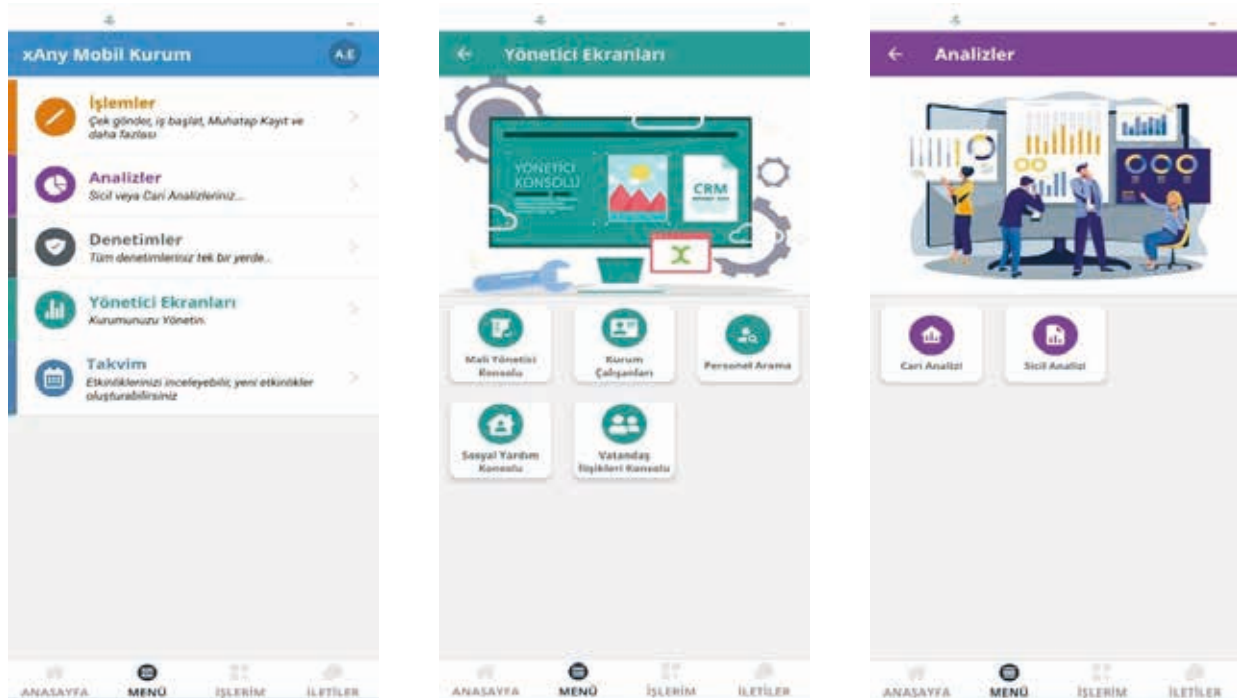 xAny Mobil Kurum
A.E
İşlemler
Çek gönder, iş başlat, Muhatap Kayıt ve
daha fazlası
Analizler
Sicil veya Cari Analizleriniz...
Denetimler
Tüm denetimleriniz tek bir yerde..
Yönetici Ekranları
Kurumunuzu Yönetin.
Takvim
Etkinliklerinizi inceleyebilir, yeni etkinlikler
oluşturabilirsiniz
ANASAYFA
MENÜ
İŞLERİM
İLETİLER
Yönetici Ekranları
YÖNETİCİ
KONSOLU
CRM
Mali Yönetici
Konsolu
Kurum
Çalışanları
Personel Arama
Sosyal Yardım
Konsolu
Vatandaş
İlişkileri Konsolu
ANASAYFA
MENÜ
İŞLERİM
İLETİLER
Analizler
Cari Analizi
Sicil Analizi
ANASAYFA
MENÜ
İŞLERİM
İLETİLER